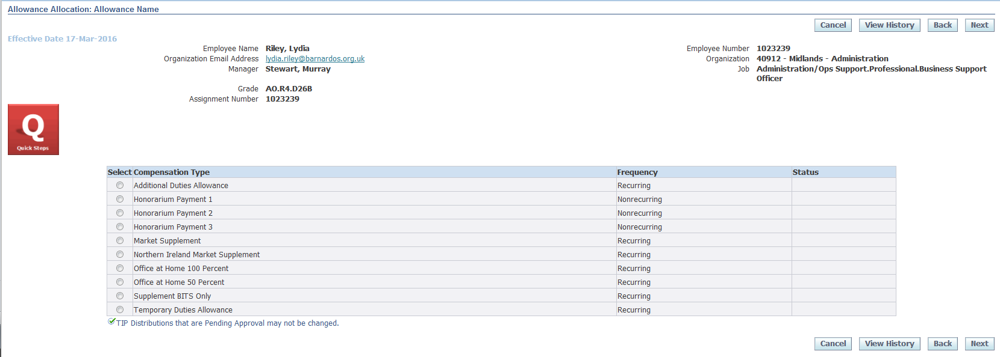 Allowance Allocation: Allowance Name
Cancel View History Back Next
Effective Date 17-Mar-2016
Employee Name Riley, Lydia Employee Number 1023239
Organization Email Address lydia.riley@barnardos.org.uk Organization 40912 - Midlands - Administration
Manager Stewart, Murray Job Administration/Ops Support.Professional.Business Support
Officer
Grade AO.R4.D26B
Assignment Number 1023239
Q
Quick Steps
Select Compensation Type Frequency Status
Additional Duties Allowance Recurring
Honorarium Payment 1 Nonrecurring
Honorarium Payment 2 Nonrecurring
Honorarium Payment 3 Nonrecurring
Market Supplement Recurring
Northern Ireland Market Supplement Recurring
Office at Home 100 Percent Recurring
Office at Home 50 Percent Recurring
Supplement BITS Only Recurring
Temporary Duties Allowance Recurring
TIP Distributions that are Pending Approval may not be changed.
Cancel View History Back Next